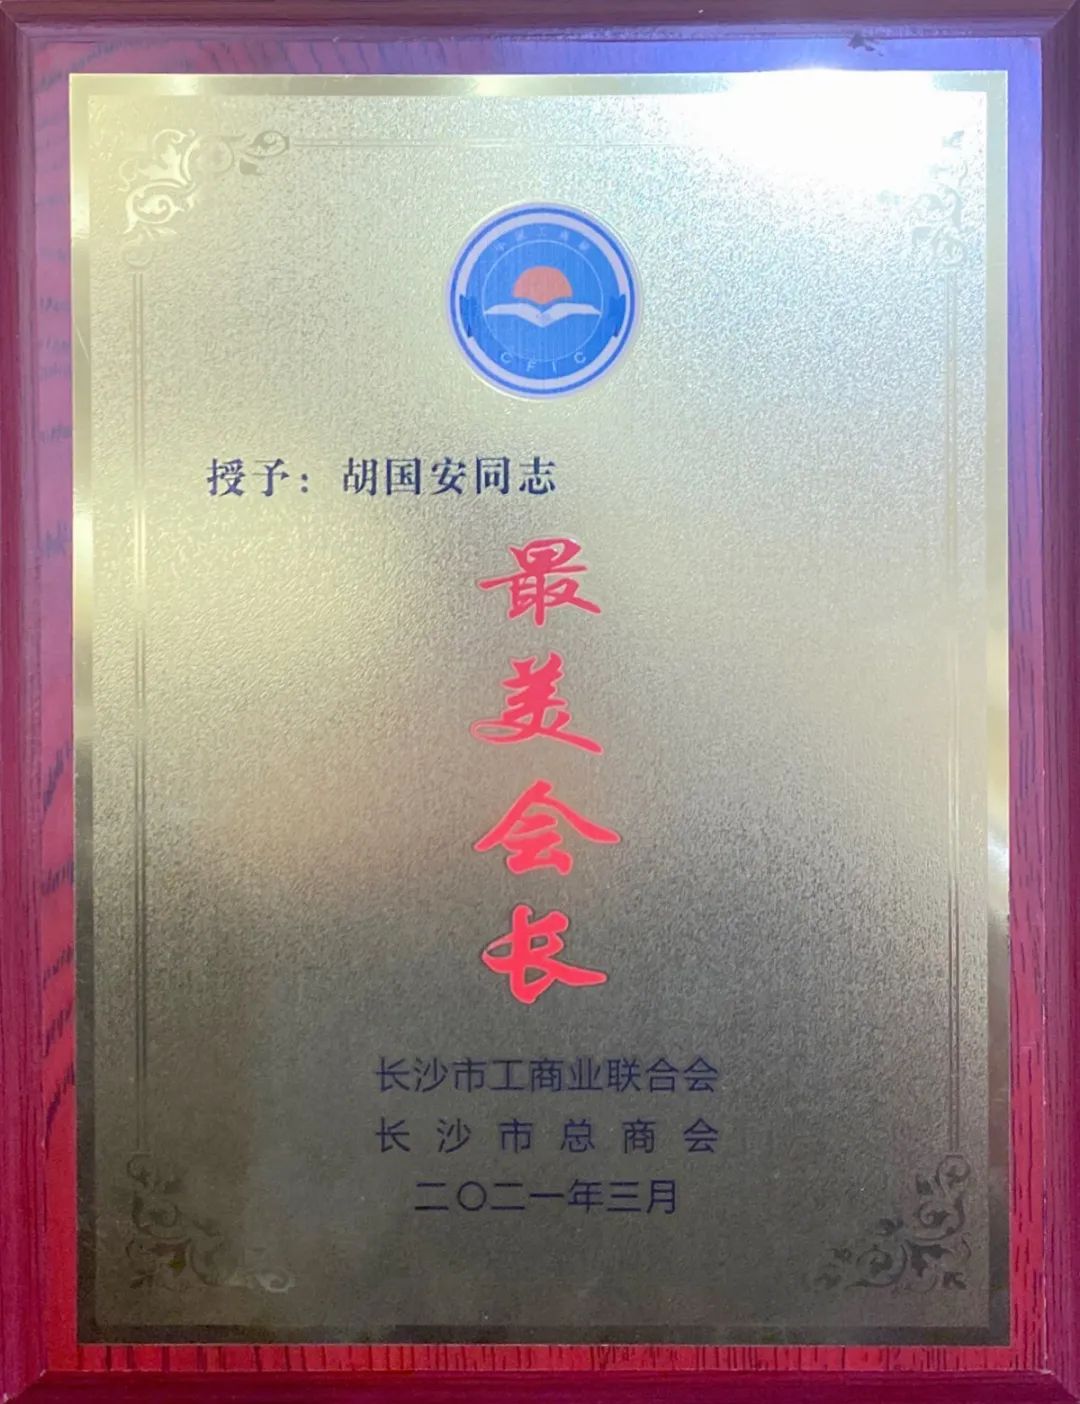 CFIC
授予：胡国安同志
最美会长
长沙市工商业联合会
长沙市总商会
二〇二一年三月